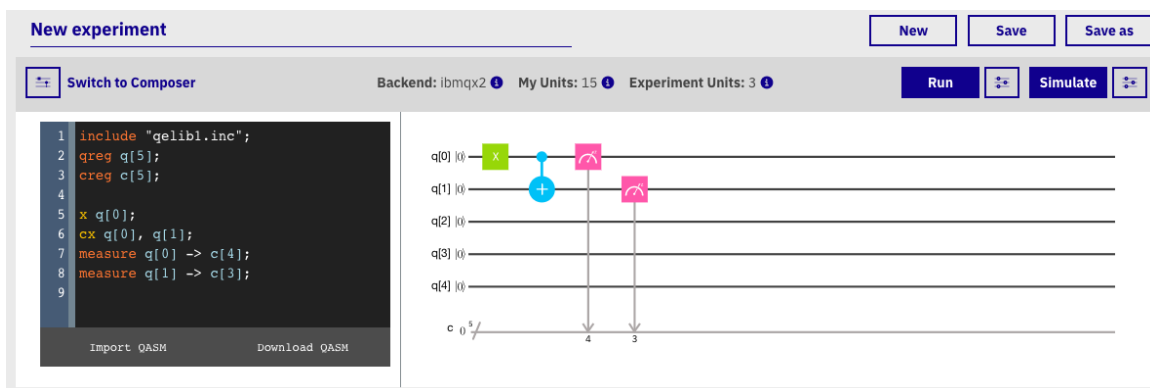 New experiment New Save Save as
Switch to Composer Backend: ibmqx2 My Units: 15 Experiment Units: 3 Run Simulate
1 include "qelib1.inc";
2 qreg q[5];
3 creg c[5];
4
5 x q[0];
6 cx q[0], q[1];
7 measure q[0] -> c[4];
8 measure q[1] -> c[3];
9
Import QASM Download QASM
q[0] |0⟩ X
q[1] |0⟩ +
q[2] |0⟩
q[3] |0⟩
q[4] |0⟩
c 0 5
4 3